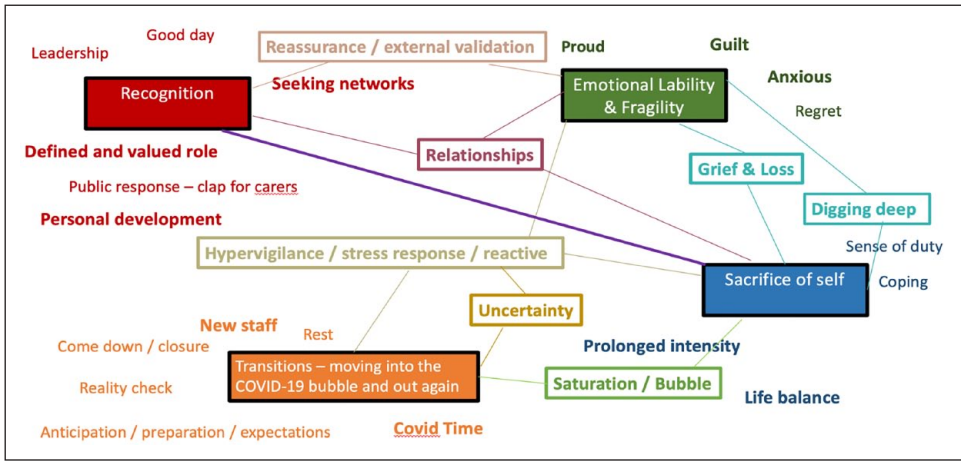 Good day
Leadership
Reassurance / external validation
Proud
Guilt
Recognition
Seeking networks
Emotional Lability
& Fragility
Anxious
Regret
Defined and valued role
Relationships
Grief & Loss
Public response – clap for carers
Personal development
Digging deep
Hypervigilance / stress response / reactive
Sense of duty
Sacrifice of self
Coping
Uncertainty
New staff
Rest
Come down / closure
Prolonged intensity
Transitions – moving into the
COVID-19 bubble and out again
Reality check
Saturation / Bubble
Life balance
Anticipation / preparation / expectations
Covid Time